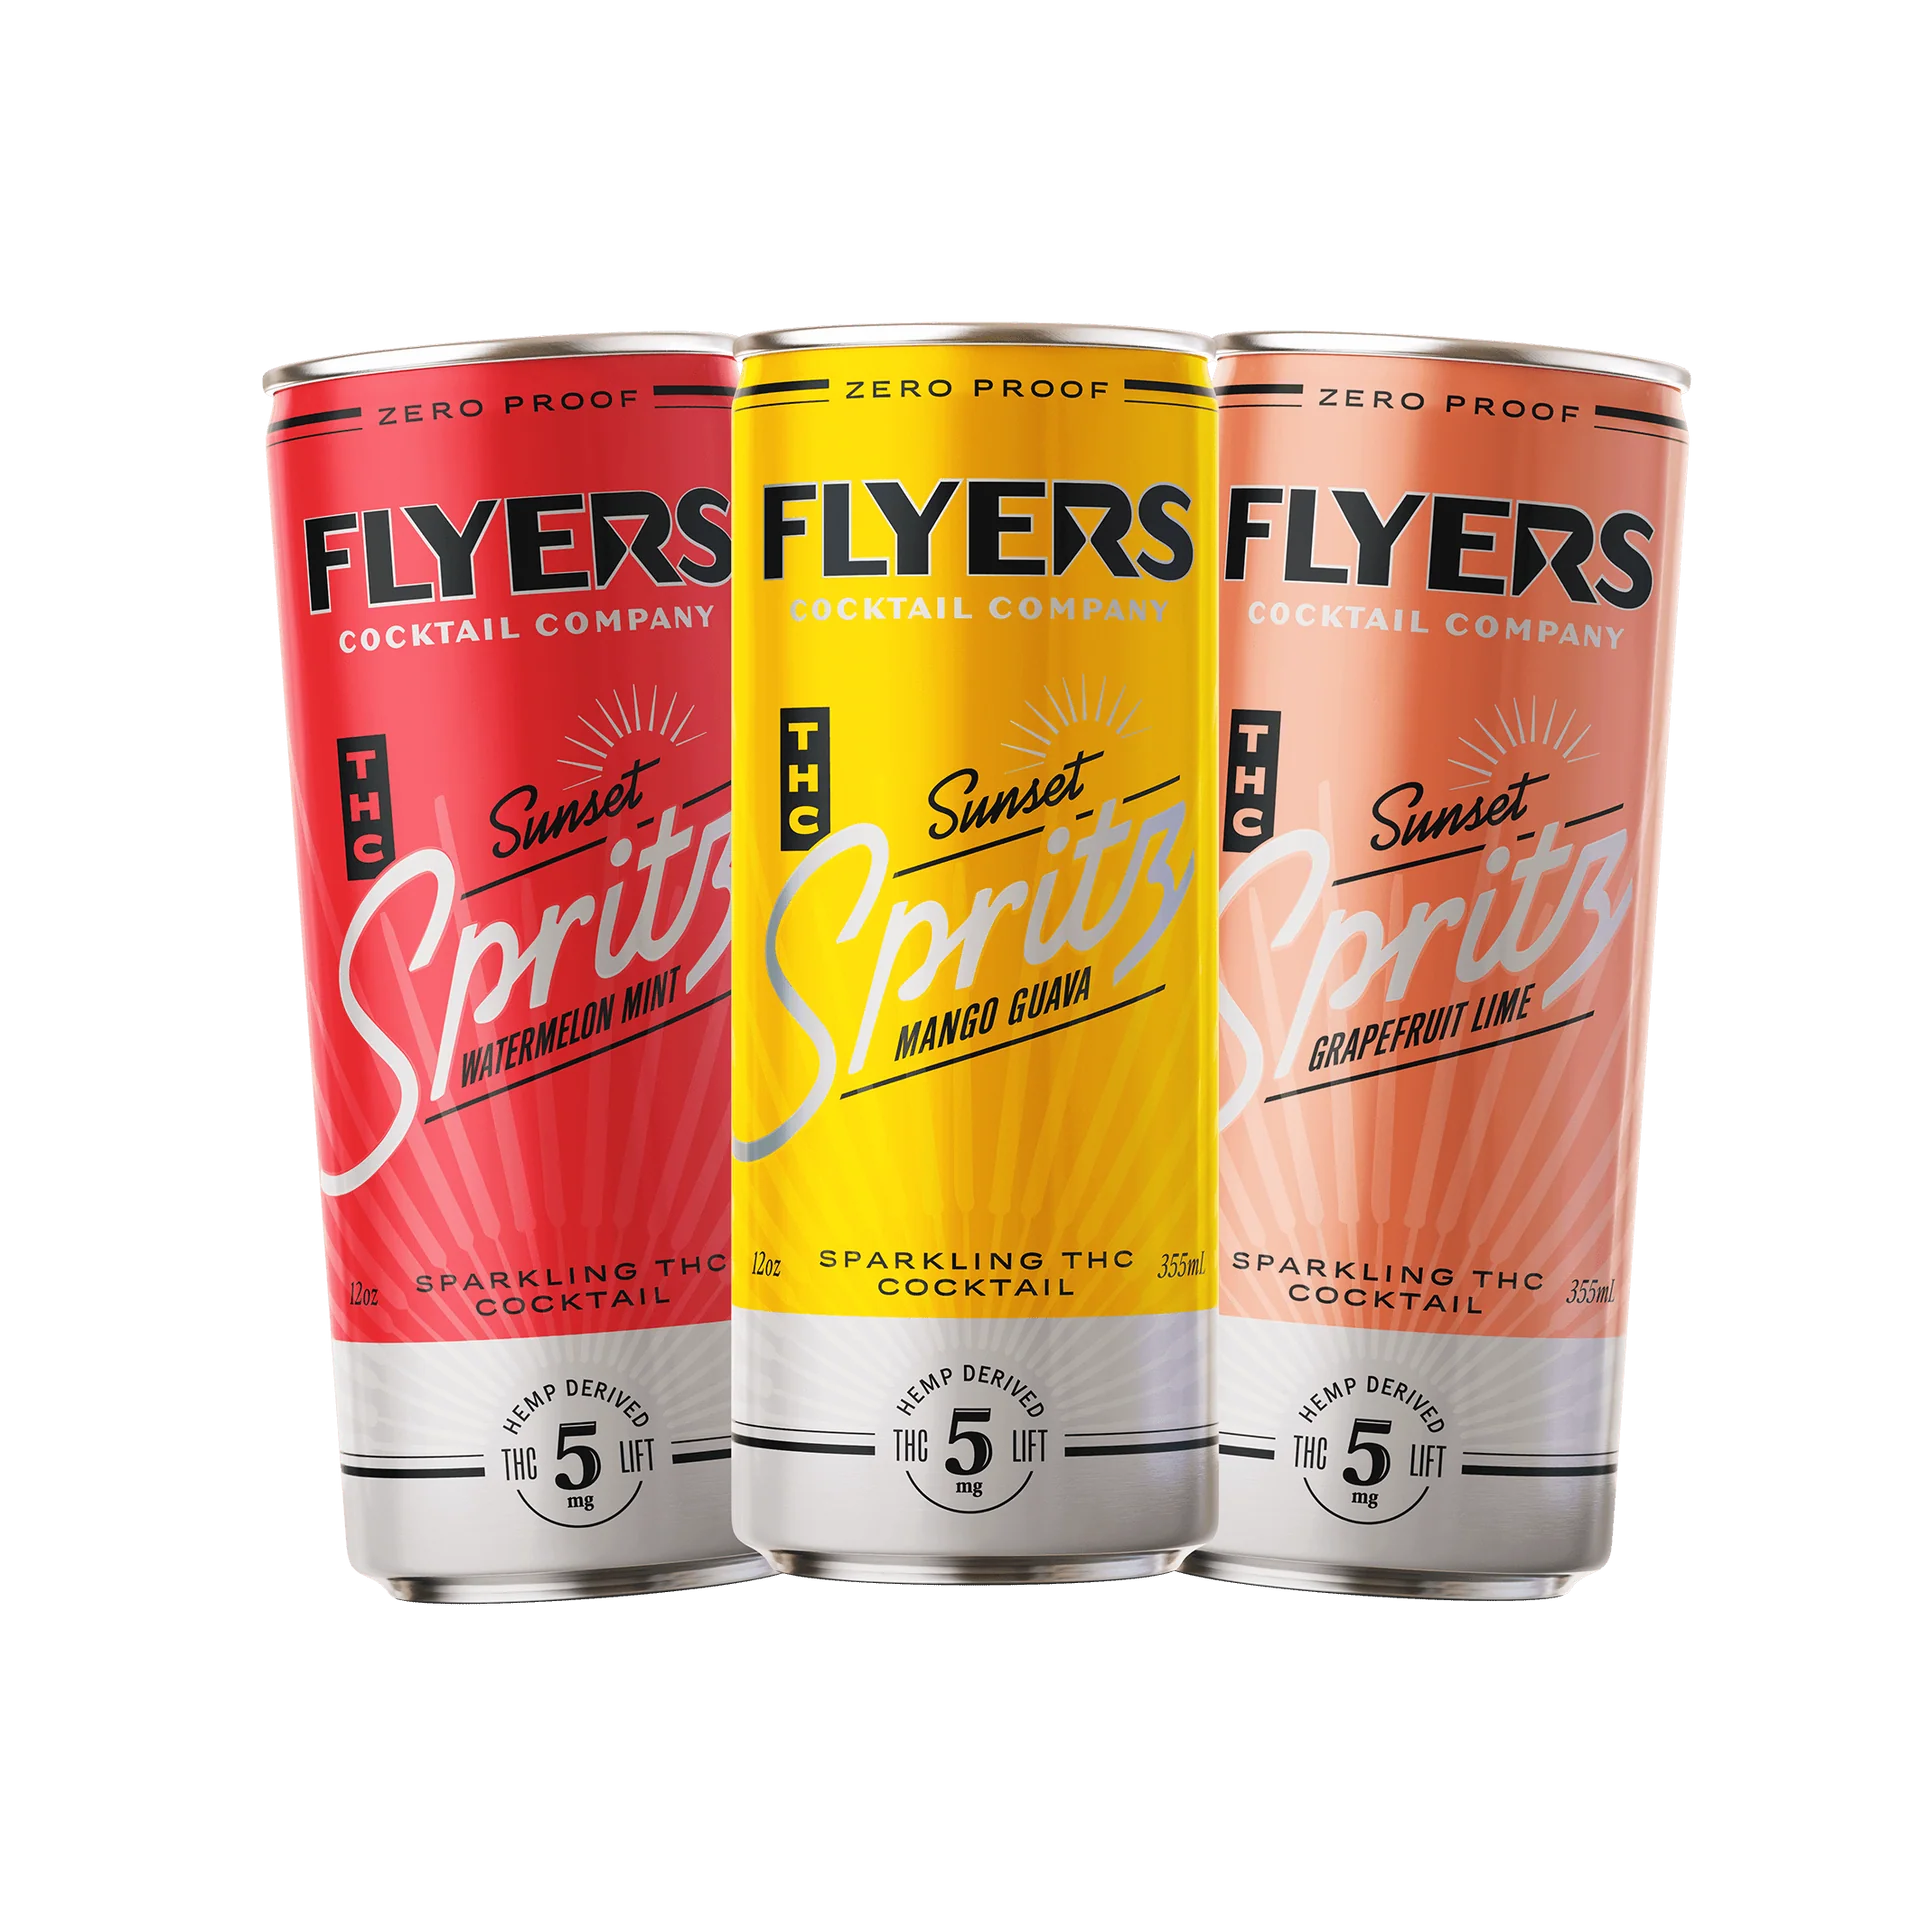 ZERO PROOF
FLYERS
COCKTAIL COMPANY
THC
Sunset
Spritz
WATERMELON MINT
12oz
SPARKLING THC
COCKTAIL
HEMP DERIVED
THC 5 LIFT
mg
ZERO PROOF
FLYERS
COCKTAIL COMPANY
THC
Sunset
Spritz
MANGO GUAVA
12oz
SPARKLING THC
355mL
COCKTAIL
HEMP DERIVED
THC 5 LIFT
mg
ZERO PROOF
FLYERS
COCKTAIL COMPANY
THC
Sunset
Spritz
GRAPEFRUIT LIME
SPARKLING THC
355mL
COCKTAIL
HEMP DERIVED
THC 5 LIFT
mg